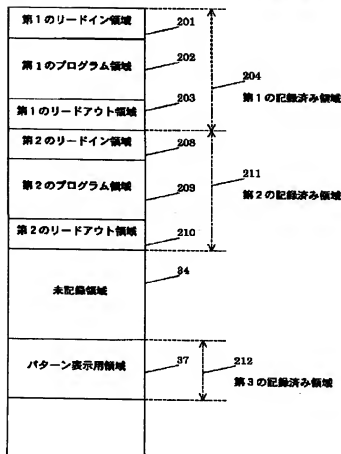 第1のリードイン領域
201
第1のプログラム領域
202
204
第1の記録済み領域
第1のリードアウト領域
203
第2のリードイン領域
208
第2のプログラム領域
209
211
第2の記録済み領域
第2のリードアウト領域
210
未記録領域
34
パターン表示用領域
37
212
第3の記録済み領域